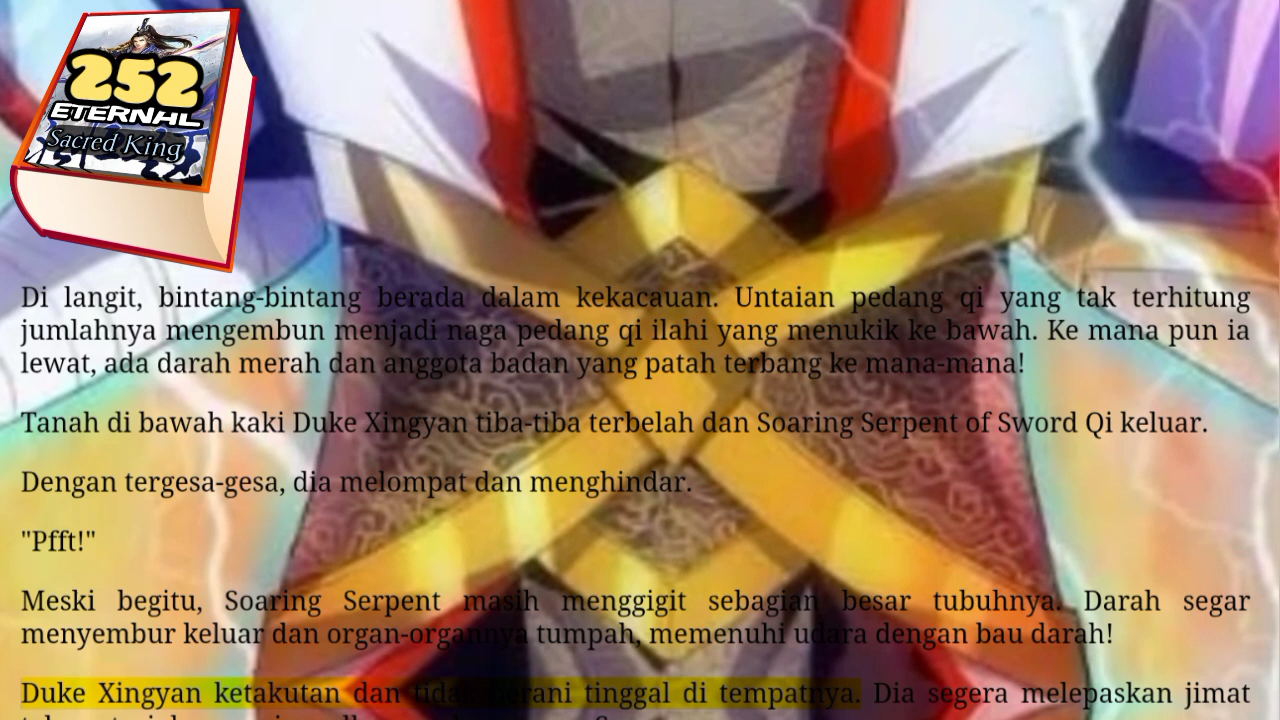 252
ETERNAL
Sacred King
Di langit, bintang-bintang berada dalam kekacauan. Untaian pedang qi yang tak terhitung
jumlahnya mengembun menjadi naga pedang qi ilahi yang menukik ke bawah. Ke mana pun ia
lewat, ada darah merah dan anggota badan yang patah terbang ke mana-mana!
Tanah di bawah kaki Duke Xingyan tiba-tiba terbelah dan Soaring Serpent of Sword Qi keluar.
Dengan tergesa-gesa, dia melompat dan menghindar.
"Pfft!"
Meski begitu, Soaring Serpent masih menggigit sebagian besar tubuhnya. Darah segar
menyembur keluar dan organ-organnya tumpah, memenuhi udara dengan bau darah!
Duke Xingyan ketakutan dan tidak berani tinggal di tempatnya. Dia segera melepaskan jimat